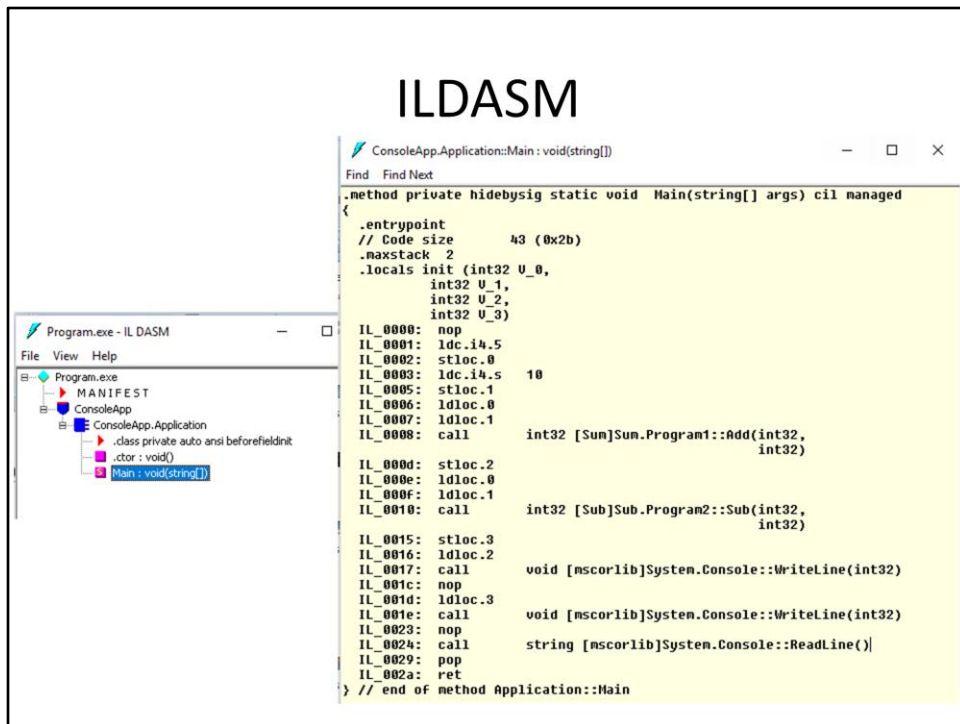 ILDASM
Program.exe - IL DASM
File View Help
Program.exe
MANIFEST
ConsoleApp
ConsoleApp.Application
.class private auto ansi beforefieldinit
.ctor : void()
Main : void(string[])
ConsoleApp.Application::Main : void(string[])
Find Find Next
.method private hidebysig static void  Main(string[] args) cil managed
{
  .entrypoint
  // Code size       43 (0x2b)
  .maxstack  2
  .locals init (int32 V_0,
           int32 V_1,
           int32 V_2,
           int32 V_3)
  IL_0000:  nop
  IL_0001:  ldc.i4.5
  IL_0002:  stloc.0
  IL_0003:  ldc.i4.s   10
  IL_0005:  stloc.1
  IL_0006:  ldloc.0
  IL_0007:  ldloc.1
  IL_0008:  call       int32 [Sum]Sum.Program1::Add(int32,
                                                    int32)
  IL_000d:  stloc.2
  IL_000e:  ldloc.0
  IL_000f:  ldloc.1
  IL_0010:  call       int32 [Sub]Sub.Program2::Sub(int32,
                                                    int32)
  IL_0015:  stloc.3
  IL_0016:  ldloc.2
  IL_0017:  call       void [mscorlib]System.Console::WriteLine(int32)
  IL_001c:  nop
  IL_001d:  ldloc.3
  IL_001e:  call       void [mscorlib]System.Console::WriteLine(int32)
  IL_0023:  nop
  IL_0024:  call       string [mscorlib]System.Console::ReadLine()
  IL_0029:  pop
  IL_002a:  ret
} // end of method Application::Main